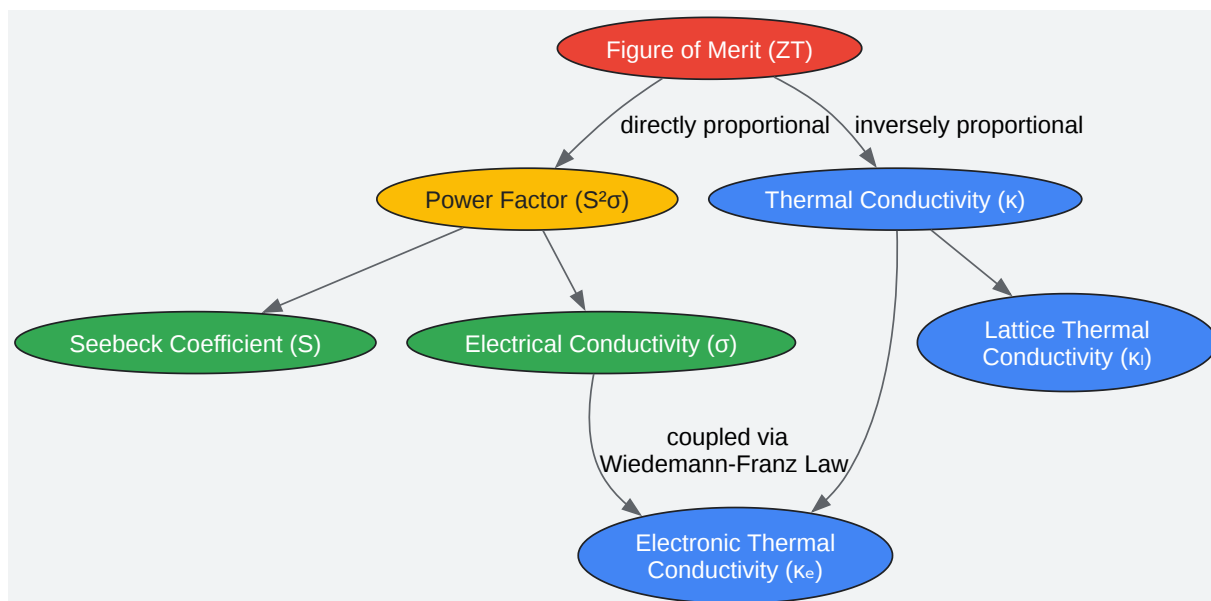 Figure of Merit (ZT)
directly proportional
inversely proportional
Power Factor (S²σ)
Thermal Conductivity (κ)
Seebeck Coefficient (S)
Electrical Conductivity (σ)
Lattice Thermal
Conductivity (κₗ)
coupled via
Wiedemann-Franz Law
Electronic Thermal
Conductivity (κₑ)